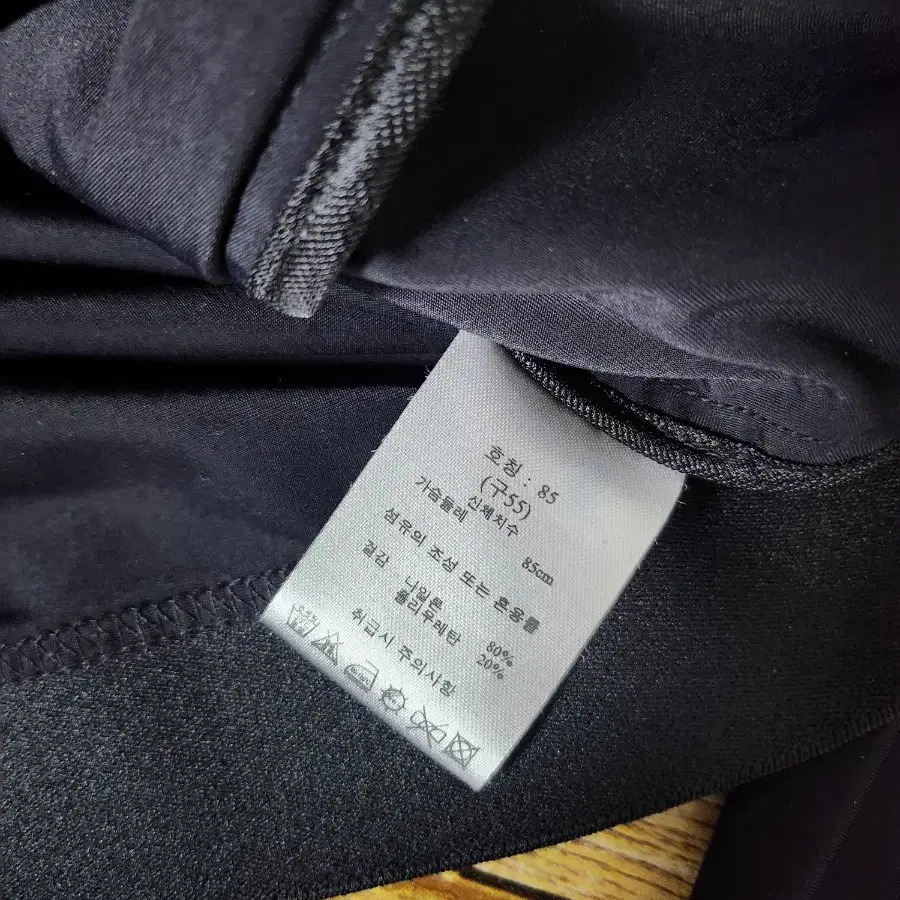 호칭 : 85
(구55)
신체치수
가슴둘레 85cm
섬유의 조성 또는 혼용률
겉감 나일론 80%
폴리우레탄 20%
취급시 주의사항